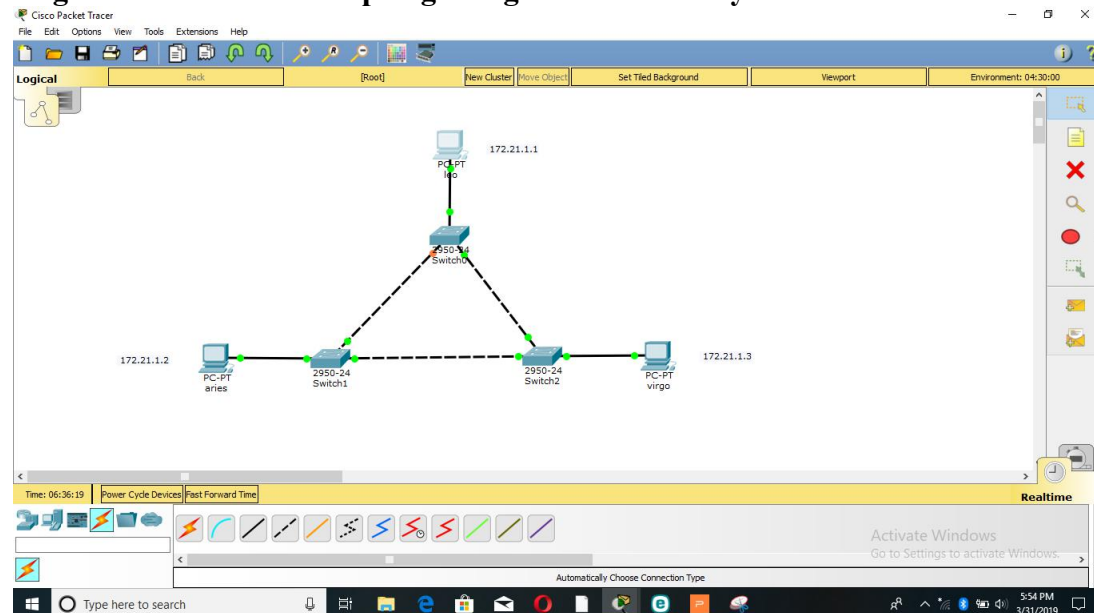 Cisco Packet Tracer
File Edit Options View Tools Extensions Help
Logical
Back
[Root]
New Cluster
Move Object
Set Tiled Background
Viewport
Environment: 04:30:00
172.21.1.1
PC-PT
leo
2950-24
Switch0
172.21.1.2
PC-PT
aries
2950-24
Switch1
2950-24
Switch2
PC-PT
virgo
172.21.1.3
Time: 06:36:19
Power Cycle Devices
Fast Forward Time
Realtime
Activate Windows
Go to Settings to activate Windows.
Automatically Choose Connection Type
Type here to search
5:54 PM
3/31/2019